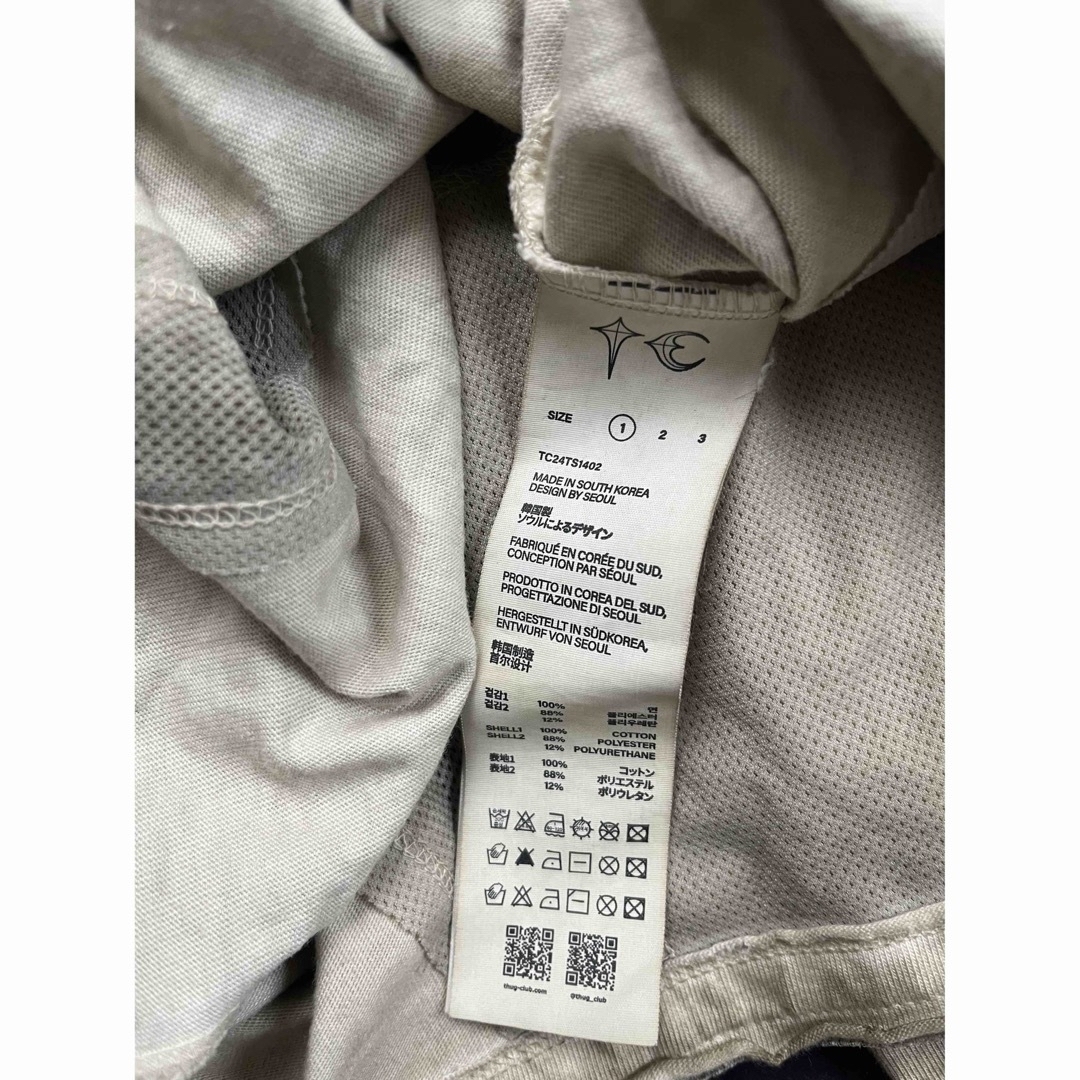 SIZE 1 2 3
TC24TS1402
MADE IN SOUTH KOREA
DESIGN BY SEOUL
韓国製
ソウルによるデザイン
FABRIQUÉ EN CORÉE DU SUD,
CONCEPTION PAR SÉOUL
PRODOTTO IN COREA DEL SUD,
PROGETTAZIONE DI SEOUL
HERGESTELLT IN SÜDKOREA,
ENTWURF VON SEOUL
韩国制造
首尔设计
겉감1 100% 면
겉감2 88% 폴리에스터
12% 폴리우레탄
SHELL1 100% COTTON
SHELL2 88% POLYESTER
12% POLYURETHANE
表地1 100% コットン
表地2 88% ポリエステル
12% ポリウレタン
thug-club.com @thug_club